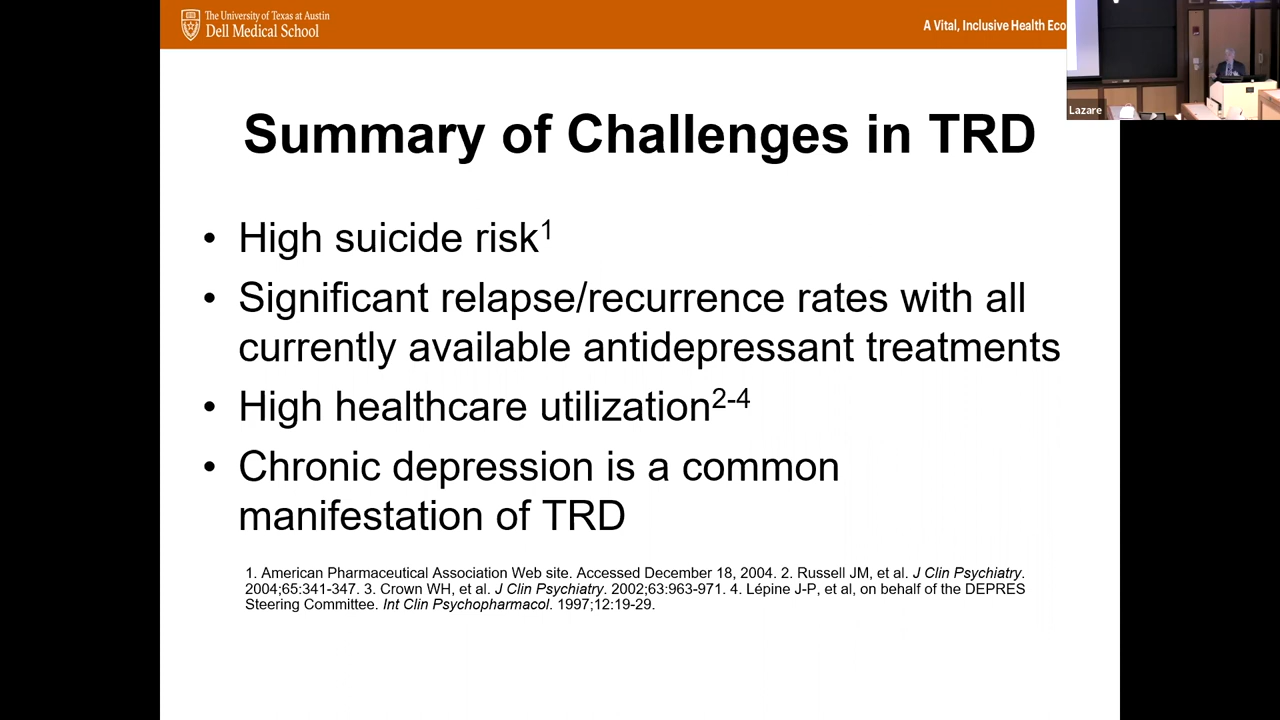 The University of Texas at Austin
Dell Medical School
A Vital, Inclusive Health Eco
Lazare
Summary of Challenges in TRD
• High suicide risk1
• Significant relapse/recurrence rates with all
currently available antidepressant treatments
• High healthcare utilization2-4
• Chronic depression is a common
manifestation of TRD
1. American Pharmaceutical Association Web site. Accessed December 18, 2004. 2. Russell JM, et al. J Clin Psychiatry.
2004;65:341-347. 3. Crown WH, et al. J Clin Psychiatry. 2002;63:963-971. 4. Lépine J-P, et al, on behalf of the DEPRES
Steering Committee. Int Clin Psychopharmacol. 1997;12:19-29.